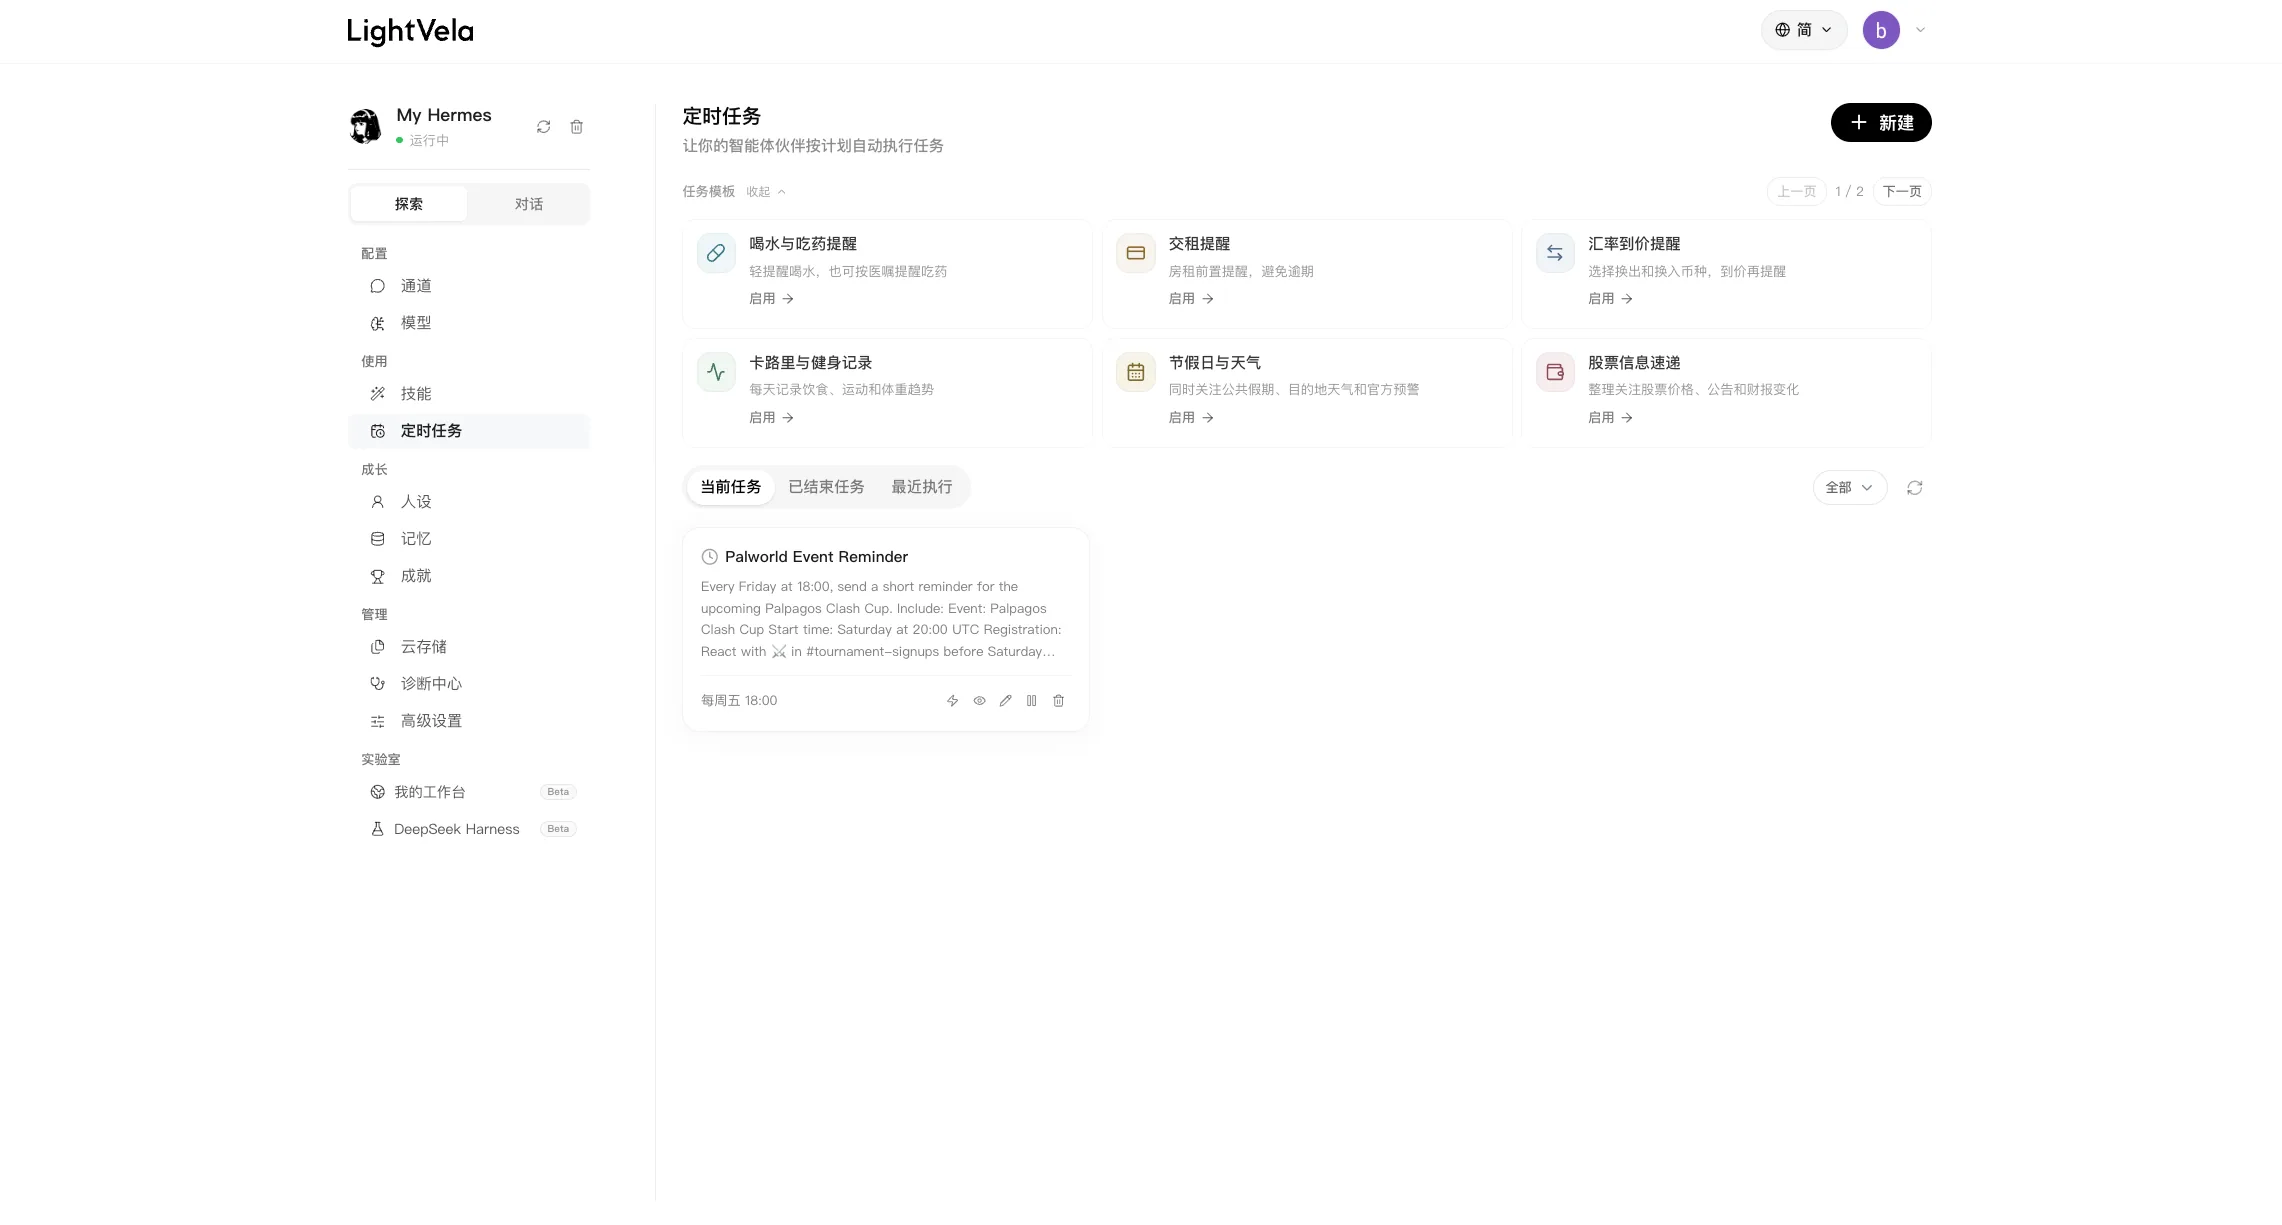 LightVela
简
b
My Hermes
运行中
探索
对话
配置
通道
模型
使用
技能
定时任务
成长
人设
记忆
成就
管理
云存储
诊断中心
高级设置
实验室
我的工作台 Beta
DeepSeek Harness Beta
定时任务
让你的智能体伙伴按计划自动执行任务
新建
任务模板 收起
上一页 1 / 2 下一页
喝水与吃药提醒
轻提醒喝水，也可按医嘱提醒吃药
启用
交租提醒
房租前置提醒，避免逾期
启用
汇率到价提醒
选择换出和换入币种，到价再提醒
启用
卡路里与健身记录
每天记录饮食、运动和体重趋势
启用
节假日与天气
同时关注公共假期、目的地天气和官方预警
启用
股票信息速递
整理关注股票价格、公告和财报变化
启用
当前任务 已结束任务 最近执行
全部
Palworld Event Reminder
Every Friday at 18:00, send a short reminder for the
upcoming Palpagos Clash Cup. Include: Event: Palpagos
Clash Cup Start time: Saturday at 20:00 UTC Registration:
React with ⚔ in #tournament-signups before Saturday...
每周五 18:00